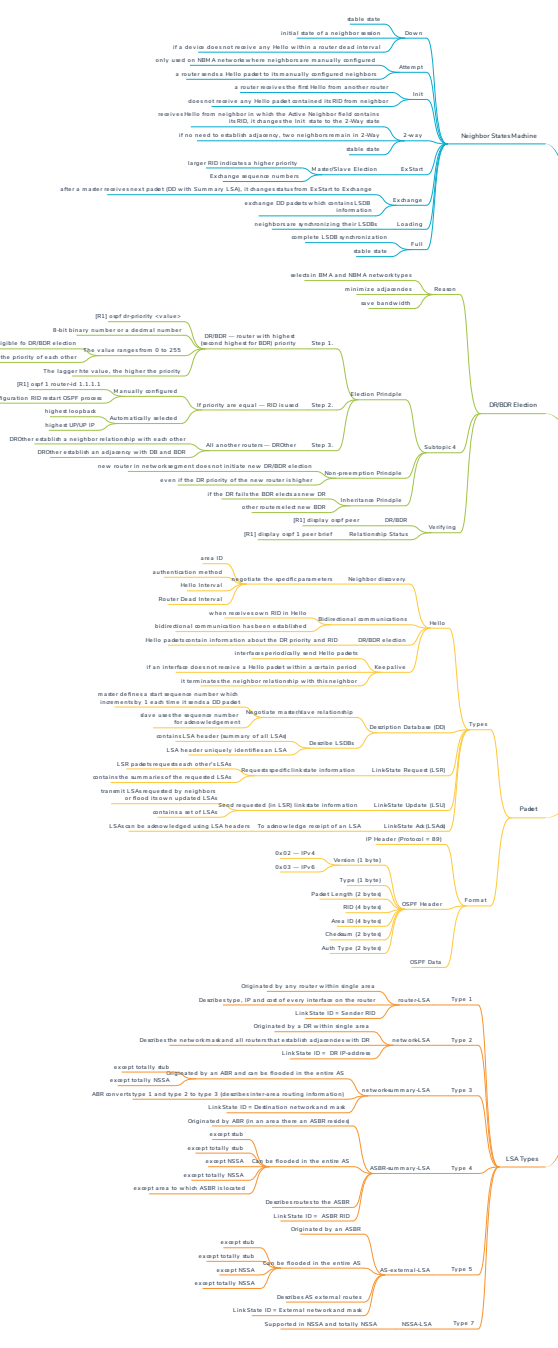 stable state
initial state of a neighbor session
Down
if a device does not receive any Hello within a router dead interval
only used on NBMA networks where neighbors are manually configured
Attempt
a router sends a Hello packet to its manually configured neighbors
a router receives the first Hello from another router
Init
does not receive any Hello packet contained its RID from neighbor
receives Hello from neighbor in which the Active Neighbor field contains
its RID, it changes the Init state to the 2-Way state
if no need to establish adjacency, two neighbors remain in 2-Way
2-way
stable state
Neighbor States Machine
larger RID indicates a higher priority
Master/Slave Election
ExStart
Exchange sequence numbers
after a master receives next packet (DD with Summary LSA), it changes status from ExStart to Exchange
Exchange
exchange DD packets which contains LSDB
information
neighbors are synchronizing their LSDBs
Loading
complete LSDB synchronization
Full
stable state
selects in BMA and NBMA network types
minimize adjacencies
Reason
save bandwidth
[R1] ospf dr-priority <value>
8-bit binary number or a decimal number
DR/BDR — router with highest
(second highest for BDR) priority
Step 1.
igible fo DR/BDR election
the priority of each other
The value ranges from 0 to 255
The lagger hte value, the higher the priority
[R1] ospf 1 router-id 1.1.1.1
Manually configured
figuration RID restart OSPF process
If priority are equal — RID is used
Step 2.
Election Principle
highest loopback
Automatically selected
highest UP/UP IP
DROther establish a neighbor relationship with each other
All another routers — DROther
Step 3.
DROther establish an adjacency with DB and BDR
DR/BDR Election
Subtopic 4
new router in network segment does not initiate new DR/BDR election
Non-preemption Principle
even if the DR priority of the new router is higher
if the DR fails the BDR elects as new DR
Inheritance Principle
other router select new BDR
[R1] display ospf peer
DR/BDR
Verifying
[R1] display ospf 1 peer brief
Relationship Status
area ID
authentication method
negotiate the specific parameters
Neighbor discovery
Hello Interval
Router Dead Interval
when receives own RID in Hello
Bidirectional communications
bidirectional communication has been established
Hello
Hello packets contain information about the DR priority and RID
DR/BDR election
interfaces periodically send Hello packets
if an interface does not receive a Hello packet within a certain period
Keepalive
it terminates the neighbor relationship with this neighbor
master defines a start sequence number which
increments by 1 each time it sends a DD packet
Negotiate master/slave relationship
slave uses the sequence number
for acknowledgement
Description Database (DD)
Types
contains LSA header (summary of all LSAs)
Describe LSDBs
LSA header uniquely identifies an LSA
LSR packets requests each other's LSAs
Requests specific link state information
LinkState Request (LSR)
contains the summaries of the requested LSAs
transmit LSAs requested by neighbors
or flood its own updated LSAs
Send requested (in LSR) link state information
LinkState Update (LSU)
contains a set of LSAs
LSAs can be acknowledged using LSA headers
To acknowledge receipt of an LSA
LinkState Ack (LSAck)
Packet
IP Header (Protocol = 89)
0x02 — IPv4
Version (1 byte)
0x03 — IPv6
Type (1 byte)
Packet Length (2 bytes)
RID (4 bytes)
OSPF Header
Format
Area ID (4 bytes)
Checksum (2 bytes)
Auth Type (2 bytes)
OSPF Data
Originated by any router within single area
Describes type, IP and cost of every interface on the router
router-LSA
Type 1
LinkState ID = Sender RID
Originated by a DR within single area
Describes the network mask and all routers that establish adjacencies with DR
network-LSA
Type 2
LinkState ID = DR IP-address
except totally stub
Originated by an ABR and can be flooded in the entire AS
except totally NSSA
network-summary-LSA
Type 3
ABR converts type 1 and type 2 to type 3 (describes inter-area routing information)
LinkState ID = Destination network and mask
Originated by ABR (in an area there an ASBR resides)
except stub
except totally stub
except NSSA
Can be flooded in the entire AS
ASBR-summary-LSA
Type 4
except totally NSSA
except area to which ASBR is located
LSA Types
Describes routes to the ASBR
LinkState ID = ASBR RID
Originated by an ASBR
except stub
except totally stub
Can be flooded in the entire AS
AS-external-LSA
Type 5
except NSSA
except totally NSSA
Describes AS external routes
LinkState ID = External network and mask
Supported in NSSA and totally NSSA
NSSA-LSA
Type 7